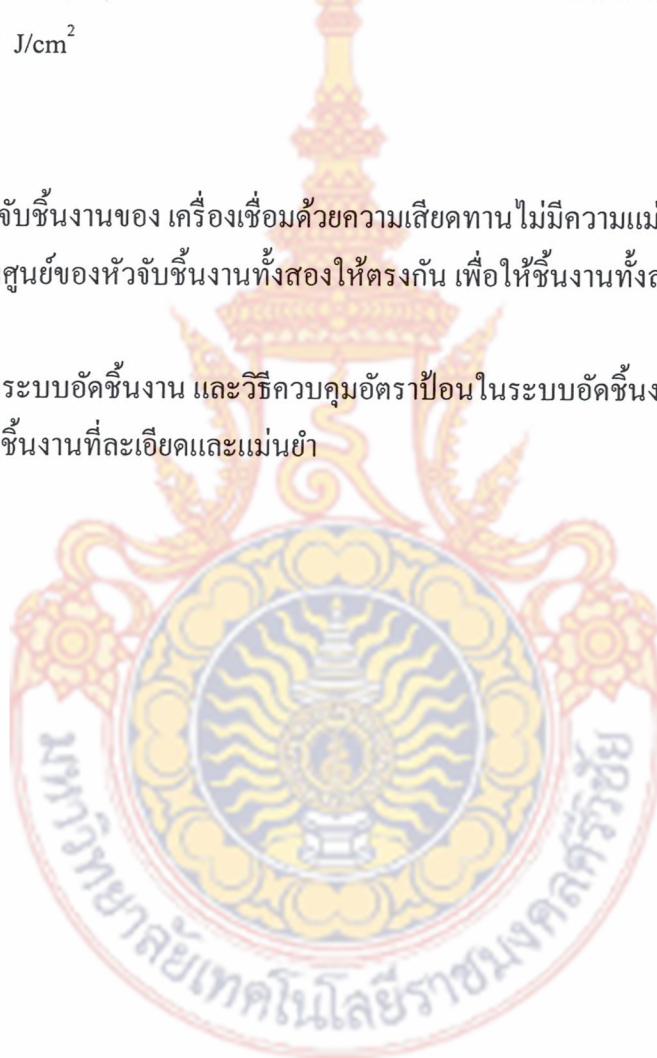 J/cm²
จับชิ้นงานของ เครื่องเชื่อมด้วยความเสียดทาน ไม่มีความแม่
ศูนย์ของหัวจับชิ้นงานทั้งสองให้ตรงกัน เพื่อให้ชิ้นงานทั้งส
ระบบอัดชิ้นงาน และวิธีควบคุมอัตราป้อนในระบบอัดชิ้นง
ชิ้นงานที่ละเอียดและแม่นยำ
มหาวิทยาลัยเทคโนโลยีราชมงคลศรีวิชัย